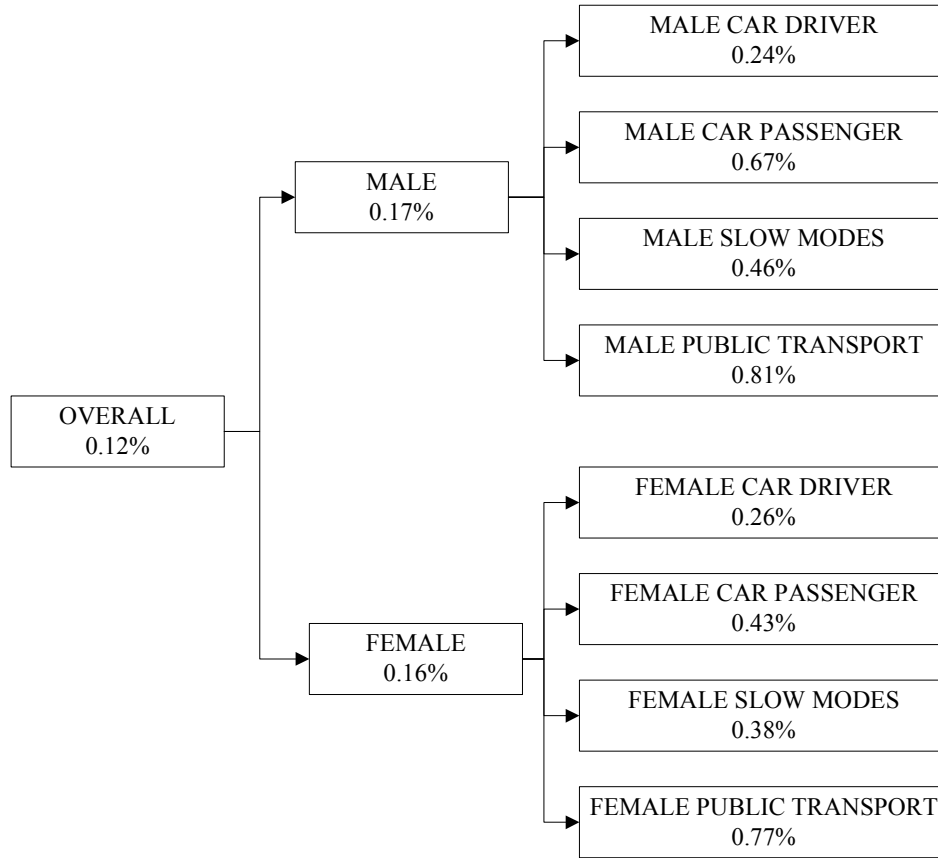 OVERALL
0.12%
MALE
0.17%
MALE CAR DRIVER
0.24%
MALE CAR PASSENGER
0.67%
MALE SLOW MODES
0.46%
MALE PUBLIC TRANSPORT
0.81%
FEMALE
0.16%
FEMALE CAR DRIVER
0.26%
FEMALE CAR PASSENGER
0.43%
FEMALE SLOW MODES
0.38%
FEMALE PUBLIC TRANSPORT
0.77%